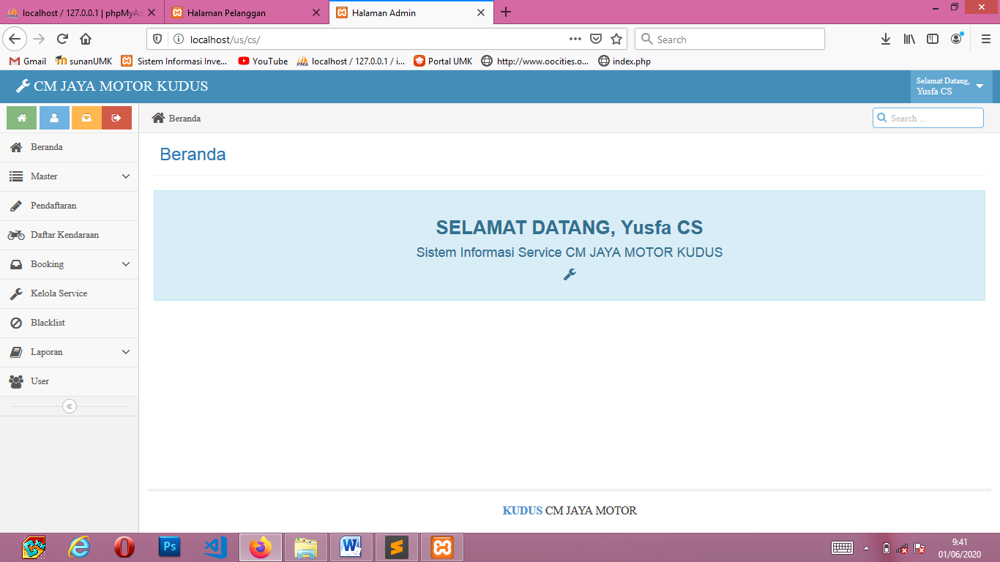 localhost / 127.0.0.1 | phpMyAd
Halaman Pelanggan
Halaman Admin
localhost/us/cs/
Search
Gmail
sunanUMK
Sistem Informasi Inve...
YouTube
localhost / 127.0.0.1 / i...
Portal UMK
http://www.oocities.o...
index.php
CM JAYA MOTOR KUDUS
Selamat Datang,
Yusfa CS
Beranda
Search ...
Beranda
Master
Pendaftaran
Daftar Kendaraan
Booking
Kelola Service
Blacklist
Laporan
User
Beranda
SELAMAT DATANG, Yusfa CS
Sistem Informasi Service CM JAYA MOTOR KUDUS
KUDUS CM JAYA MOTOR
Ps
9:41
01/06/2020